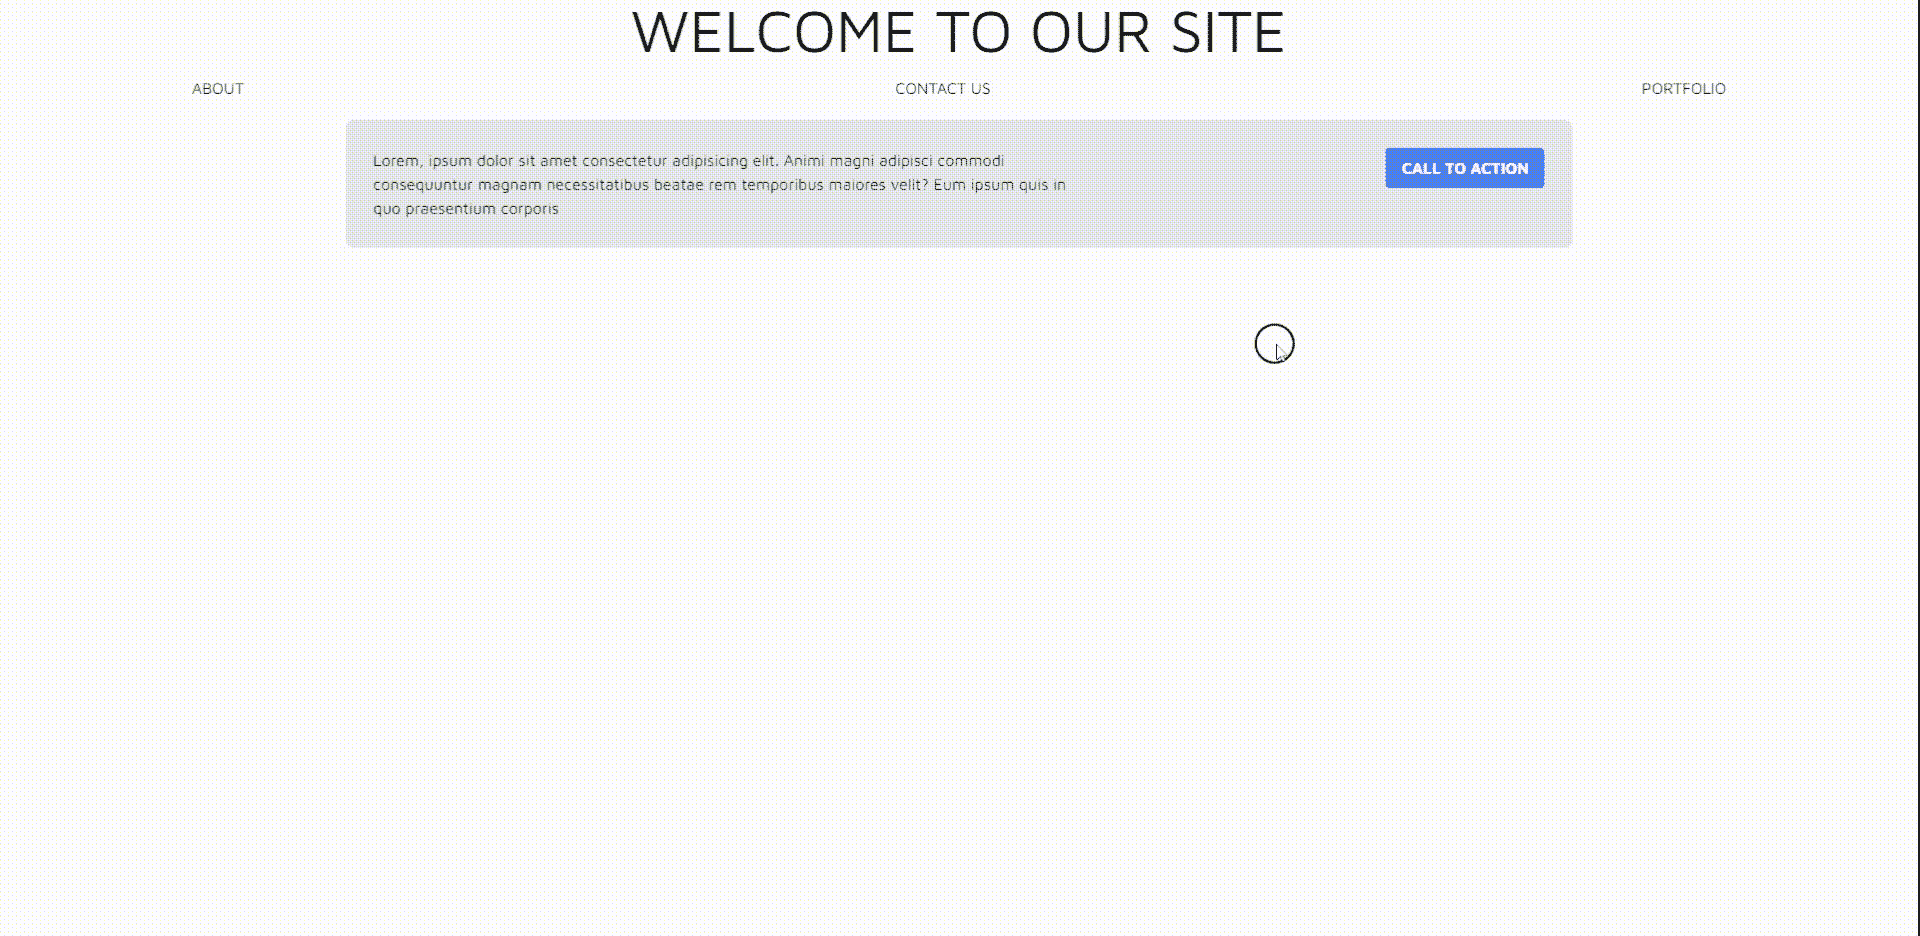 WELCOME TO OUR SITE
ABOUT
CONTACT US
PORTFOLIO
Lorem, ipsum dolor sit amet consectetur adipisicing elit. Animi magni adipisci commodi
consequuntur magnam necessitatibus beatae rem temporibus maiores velit? Eum ipsum quis in
quo praesentium corporis
CALL TO ACTION